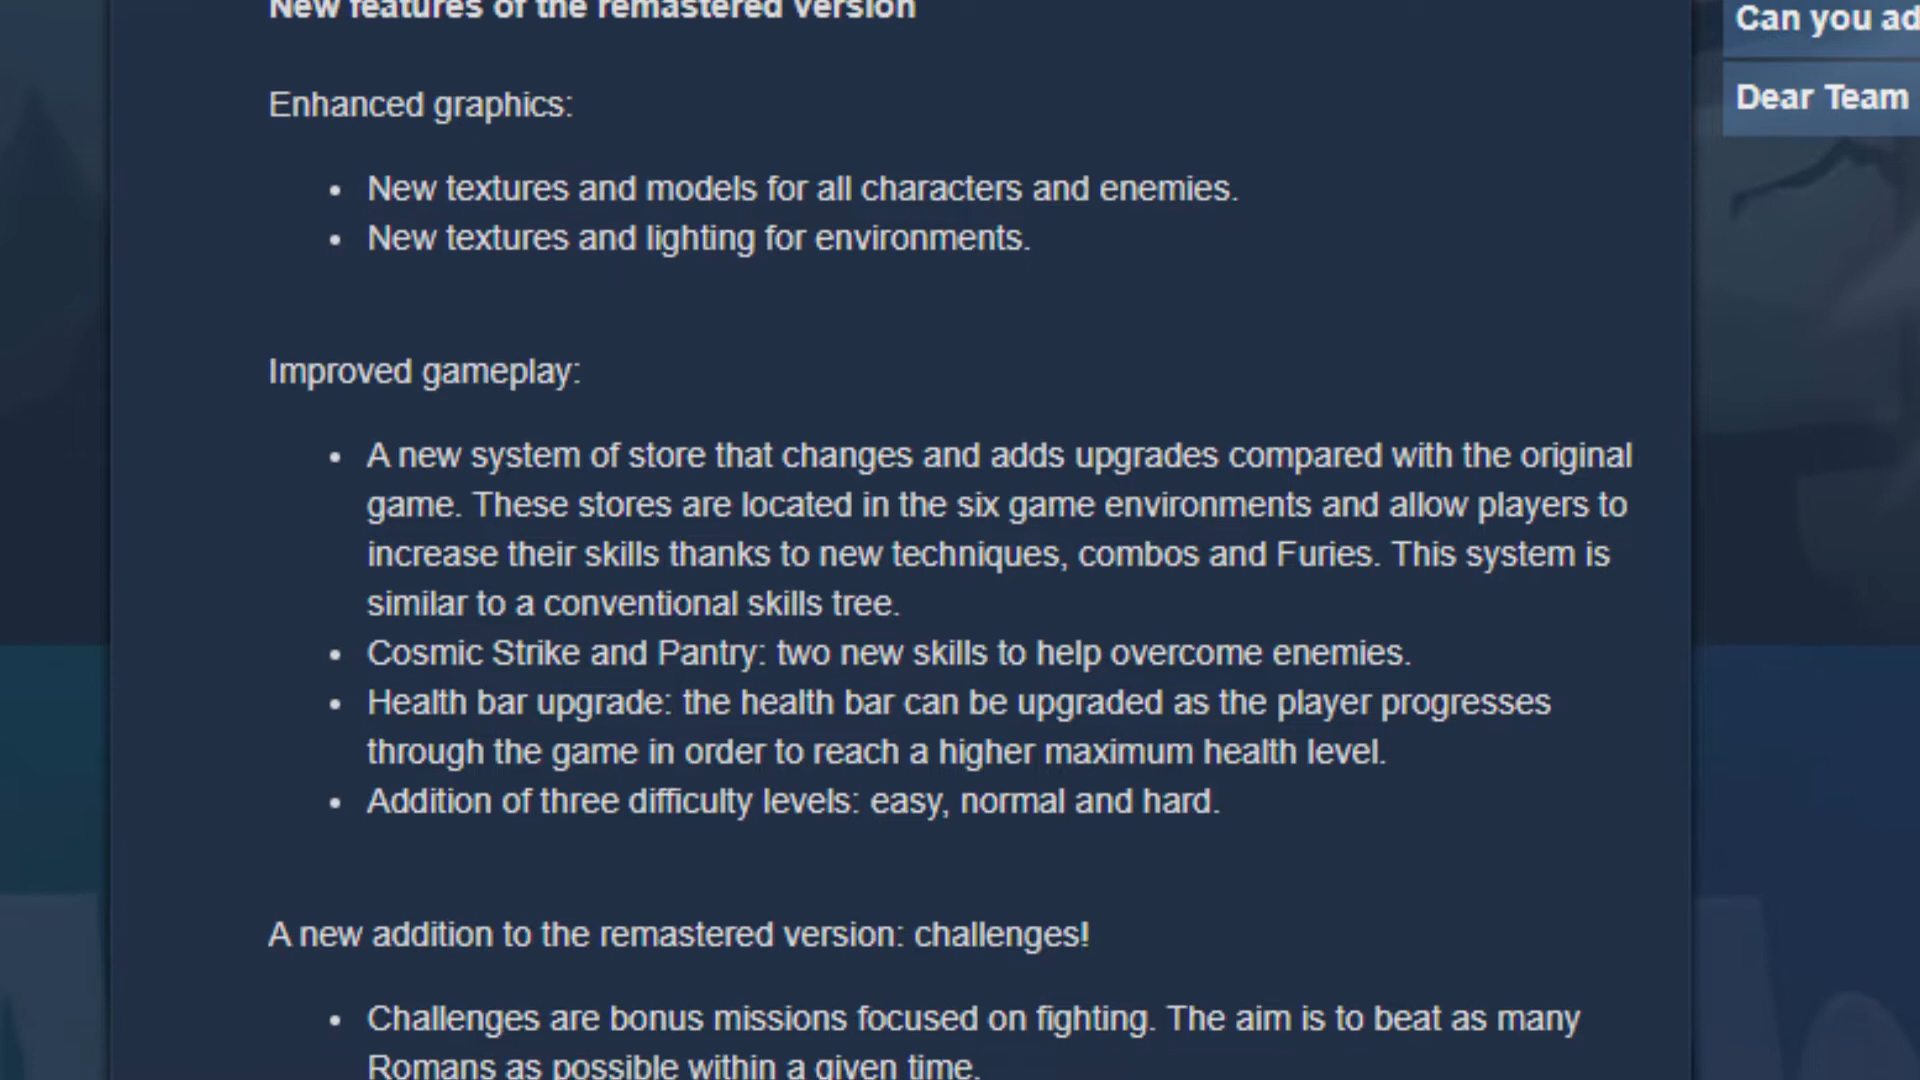 New features of the remastered version
Can you ad
Dear Team
Enhanced graphics:
• New textures and models for all characters and enemies.
• New textures and lighting for environments.
Improved gameplay:
• A new system of store that changes and adds upgrades compared with the original
game. These stores are located in the six game environments and allow players to
increase their skills thanks to new techniques, combos and Furies. This system is
similar to a conventional skills tree.
• Cosmic Strike and Pantry: two new skills to help overcome enemies.
• Health bar upgrade: the health bar can be upgraded as the player progresses
through the game in order to reach a higher maximum health level.
• Addition of three difficulty levels: easy, normal and hard.
A new addition to the remastered version: challenges!
• Challenges are bonus missions focused on fighting. The aim is to beat as many
Romans as possible within a given time.